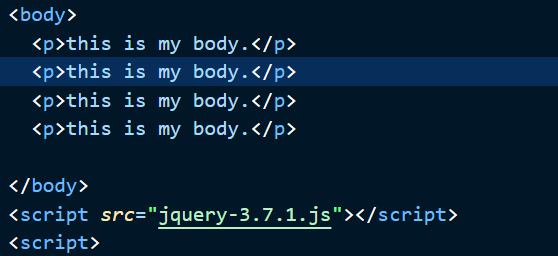 <body>
<p>this is my body.</p>
<p>this is my body.</p>
<p>this is my body.</p>
<p>this is my body.</p>
</body>
<script src="jquery-3.7.1.js"></script>
<script>